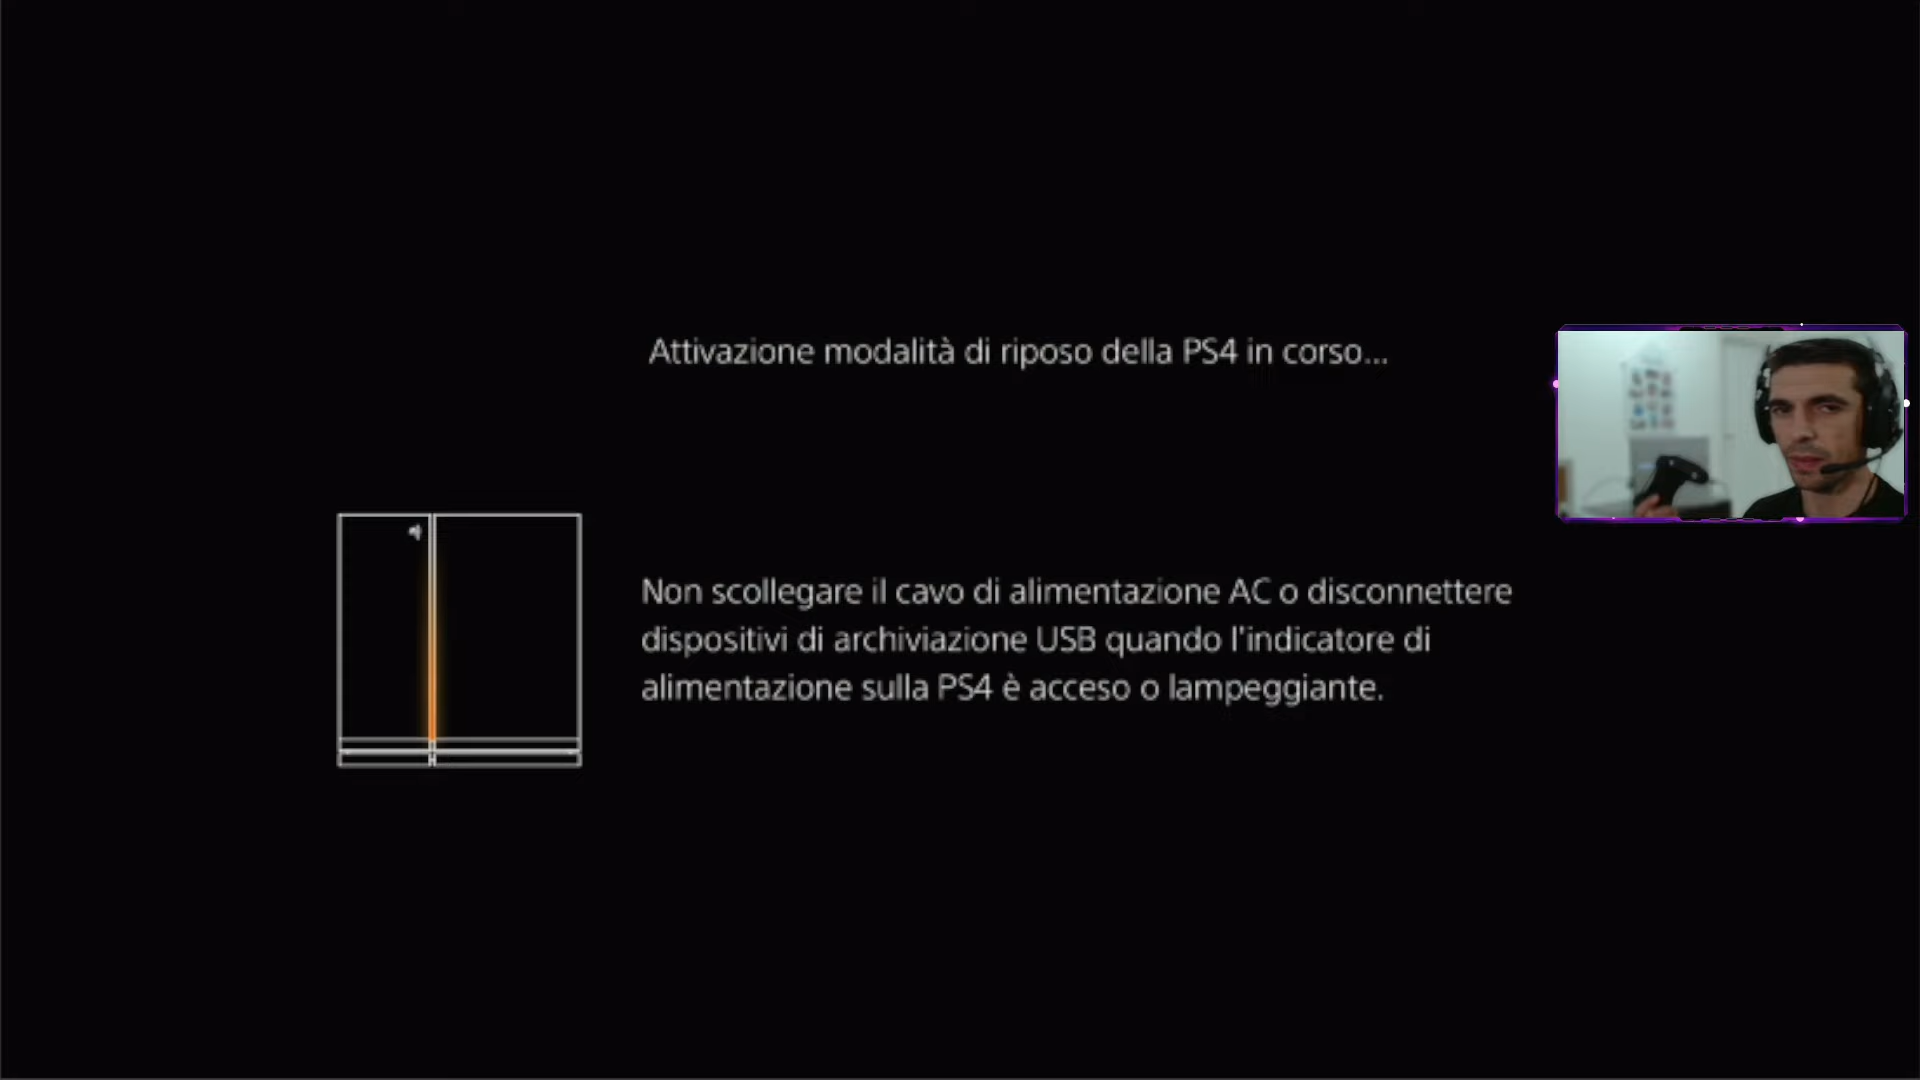 Attivazione modalità di riposo della PS4 in corso...
Non scollegare il cavo di alimentazione AC o disconnettere
dispositivi di archiviazione USB quando l'indicatore di
alimentazione sulla PS4 è acceso o lampeggiante.